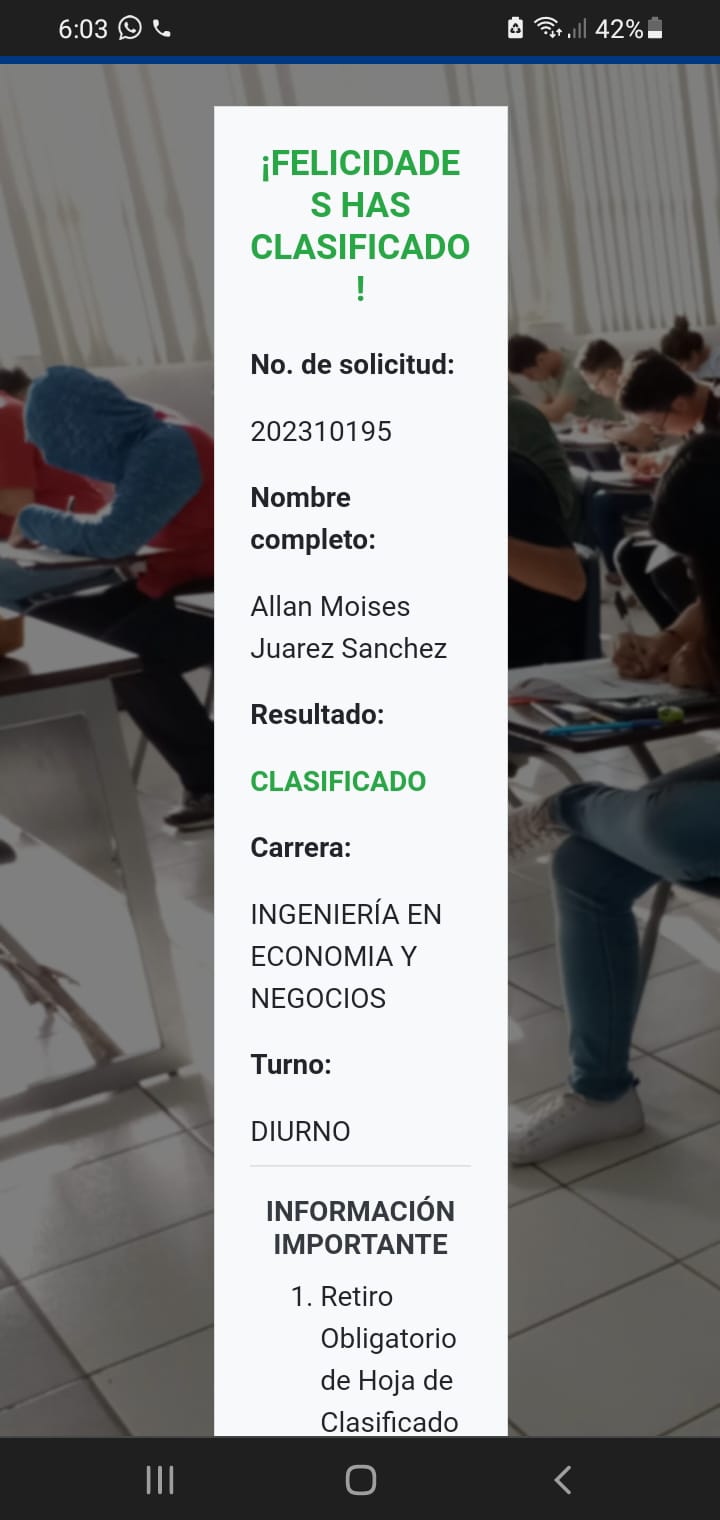 6:03
42%
¡FELICIDADE
S HAS
CLASIFICADO
!
No. de solicitud:
202310195
Nombre
completo:
Allan Moises
Juarez Sanchez
Resultado:
CLASIFICADO
Carrera:
INGENIERÍA EN
ECONOMIA Y
NEGOCIOS
Turno:
DIURNO
INFORMACIÓN
IMPORTANTE
1. Retiro
Obligatorio
de Hoja de
Clasificado